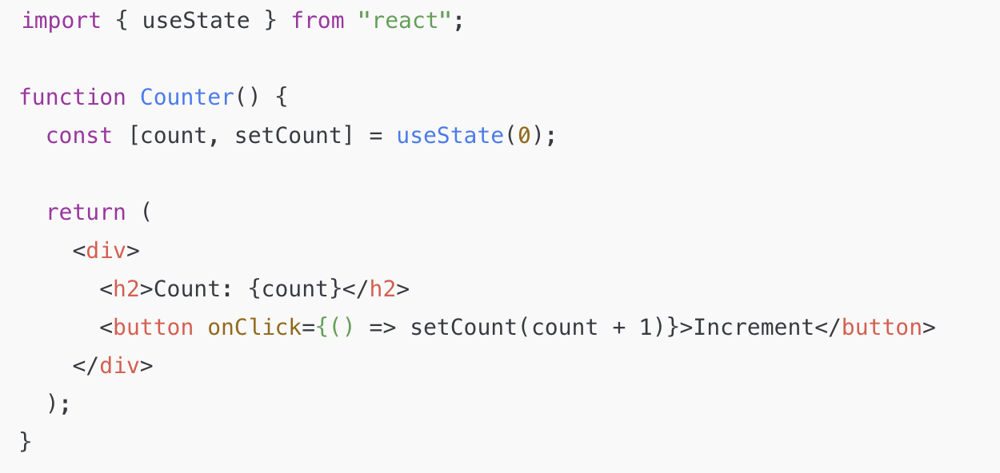 import { useState } from "react";

function Counter() {
  const [count, setCount] = useState(0);

  return (
    <div>
      <h2>Count: {count}</h2>
      <button onClick={() => setCount(count + 1)}>Increment</button>
    </div>
  );
}